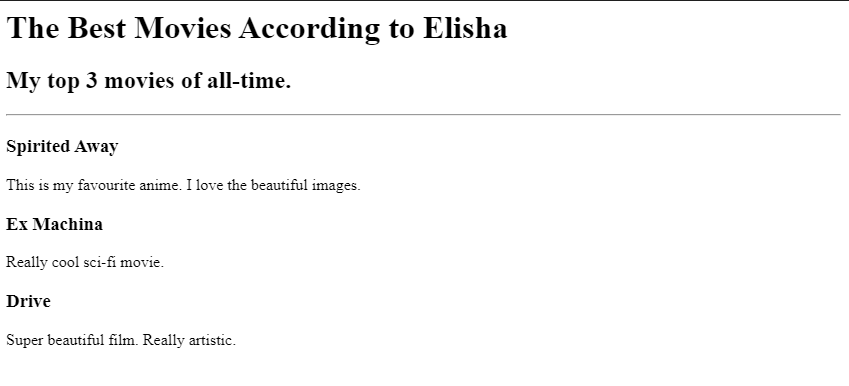 The Best Movies According to Elisha
My top 3 movies of all-time.
Spirited Away
This is my favourite anime. I love the beautiful images.
Ex Machina
Really cool sci-fi movie.
Drive
Super beautiful film. Really artistic.